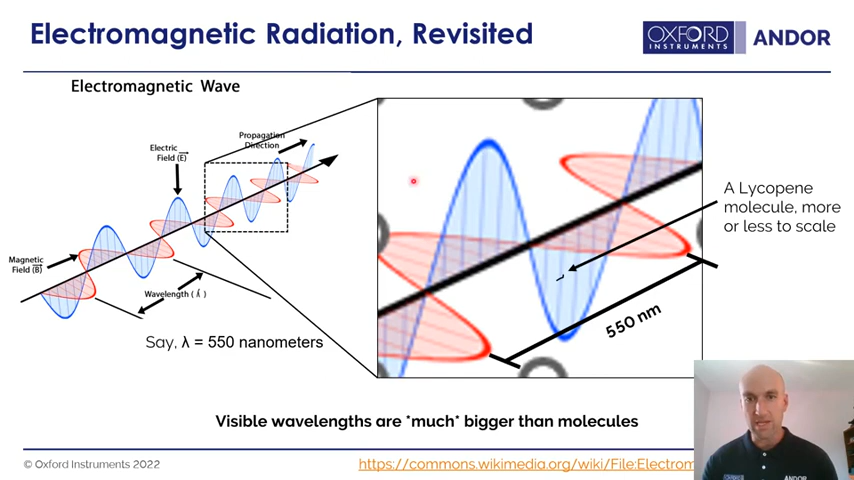 Electromagnetic Radiation, Revisited
OXFORD
INSTRUMENTS
ANDOR
Electromagnetic Wave
Propagation
Direction
Electric
Field (E)
Magnetic
Field (B)
Wavelength (λ)
Say, λ = 550 nanometers
550 nm
A Lycopene
molecule, more
or less to scale
Visible wavelengths are *much* bigger than molecules
© Oxford Instruments 2022
https://commons.wikimedia.org/wiki/File:Electrom
ANDOR